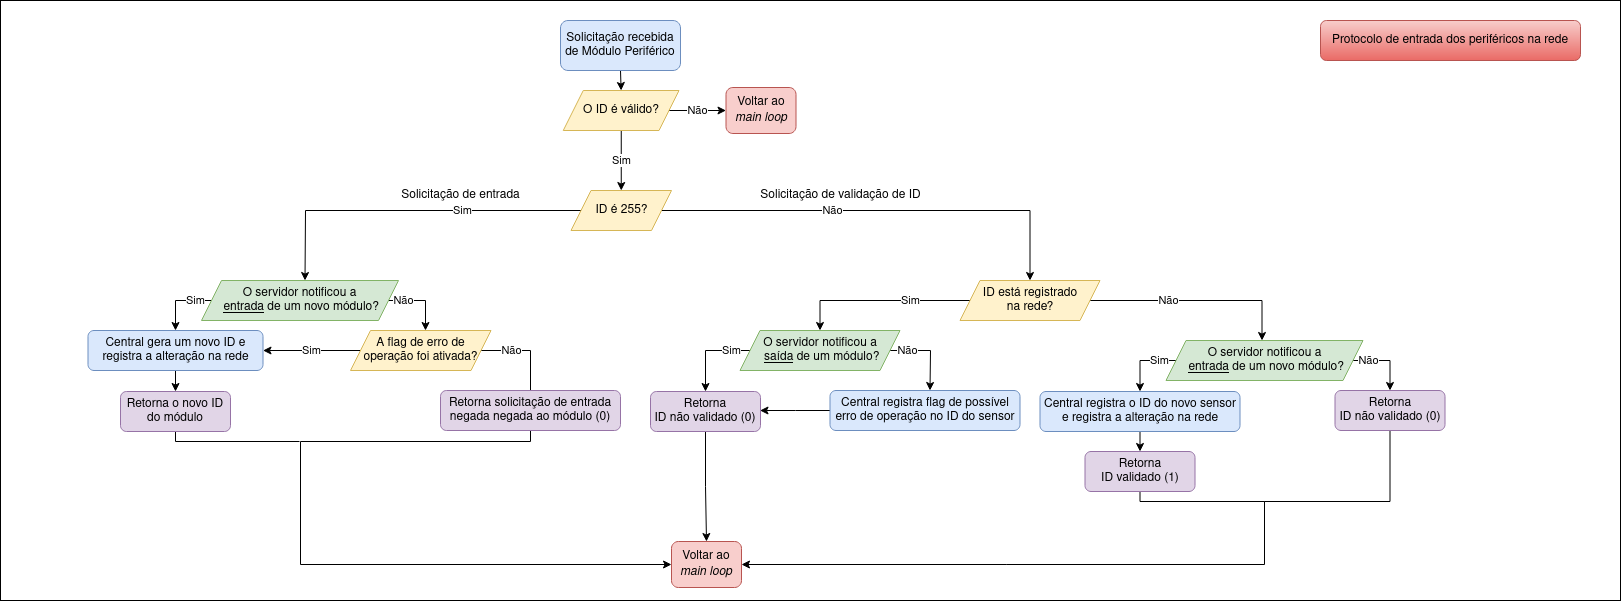 Solicitação recebida
de Módulo Periférico
Protocolo de entrada dos periféricos na rede
O ID é válido?
Não
Voltar ao
main loop
Sim
Solicitação de entrada
Sim
ID é 255?
Solicitação de validação de ID
Não
O servidor notificou a
entrada de um novo módulo?
Sim
Não
Central gera um novo ID e
registra a alteração na rede
Sim
A flag de erro de
operação foi ativada?
Não
Retorna o novo ID
do módulo
Retorna solicitação de entrada
negada negada ao módulo (0)
ID está registrado
na rede?
Sim
Não
O servidor notificou a
saída de um módulo?
Sim
Não
Retorna
ID não validado (0)
Central registra flag de possível
erro de operação no ID do sensor
O servidor notificou a
entrada de um novo módulo?
Sim
Não
Central registra o ID do novo sensor
e registra a alteração na rede
Retorna
ID não validado (0)
Retorna
ID validado (1)
Voltar ao
main loop